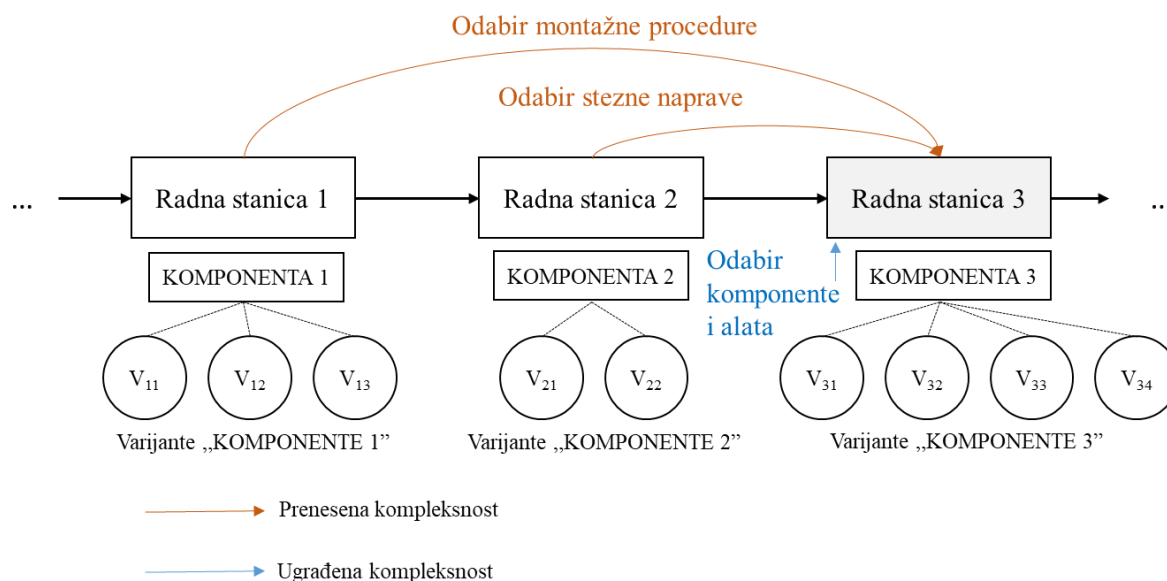 Odabir montažne procedure
Odabir stezne naprave
...
Radna stanica 1
Radna stanica 2
Radna stanica 3
..
KOMPONENTA 1
KOMPONENTA 2
Odabir
komponente
i alata
KOMPONENTA 3
V11
V12
V13
V21
V22
V31
V32
V33
V34
Varijante „KOMPONENTE 1”
Varijante „KOMPONENTE 2”
Varijante „KOMPONENTE 3”
Prenesena kompleksnost
Ugrađena kompleksnost